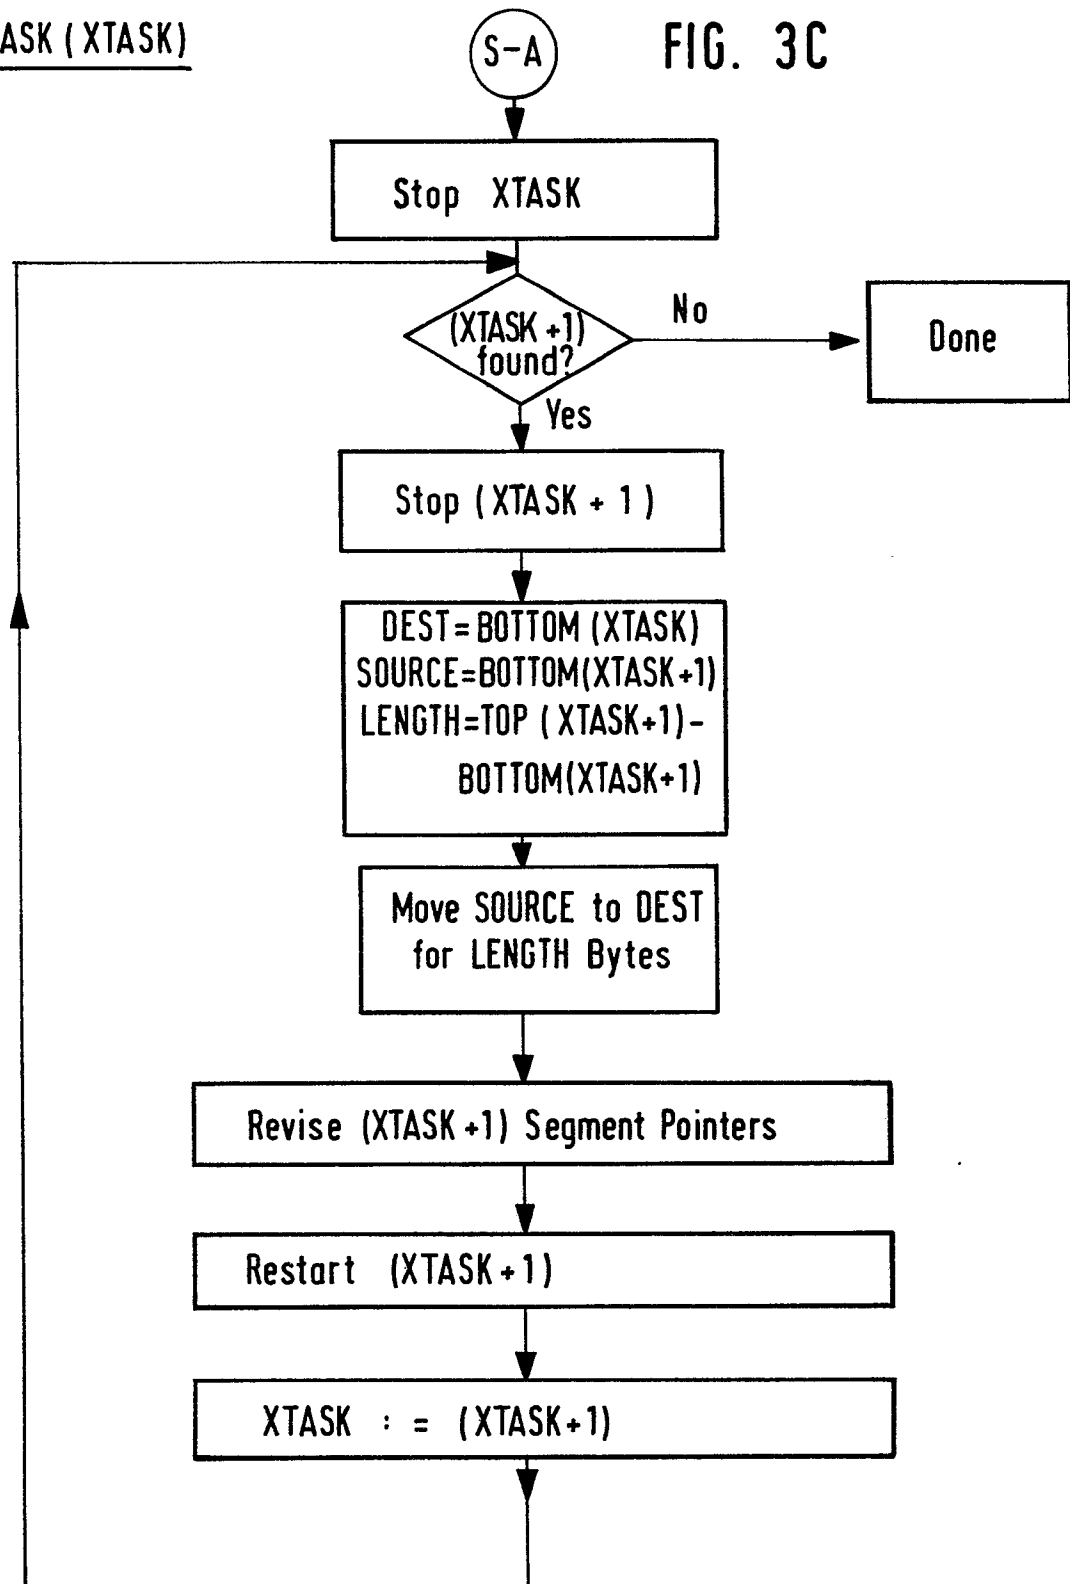 ASK (XTASK)
S-A
FIG. 3C
Stop XTASK
(XTASK+1)
found?
No
Done
Yes
Stop (XTASK + 1)
DEST=BOTTOM (XTASK)
SOURCE=BOTTOM(XTASK+1)
LENGTH=TOP (XTASK+1)-
BOTTOM(XTASK+1)
Move SOURCE to DEST
for LENGTH Bytes
Revise (XTASK+1) Segment Pointers
Restart (XTASK+1)
XTASK : = (XTASK+1)